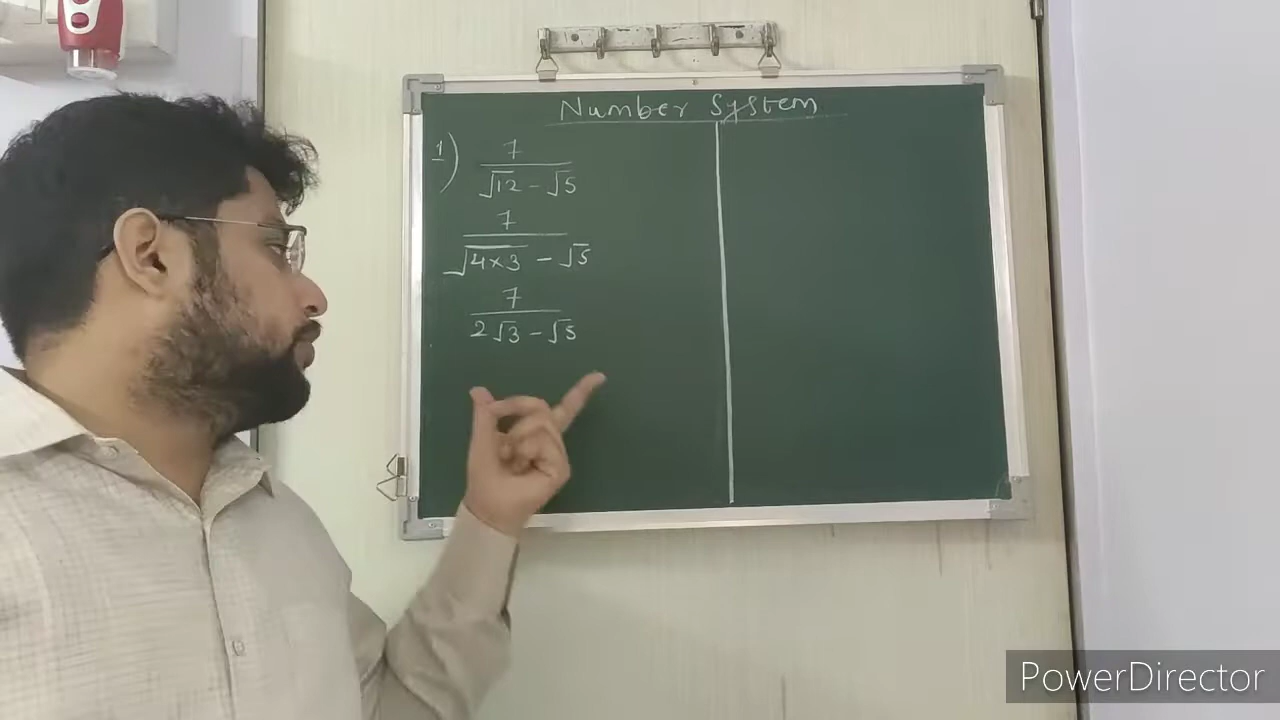 Number System
1) 7
√12 - √5
7
√4×3 - √5
7
2√3 - √5
PowerDirector